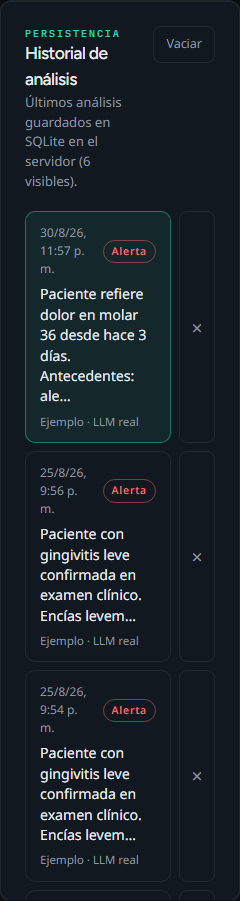 PERSISTENCIA
Historial de
análisis
Vaciar
Últimos análisis
guardados en
SQLite en el
servidor (6
visibles).
30/8/26,
11:57 p.
m.
Alerta
Paciente refiere
dolor en molar
36 desde hace 3
días.
Antecedentes:
ale...
Ejemplo · LLM real
×
25/8/26,
9:56 p.
m.
Alerta
Paciente con
gingivitis leve
confirmada en
examen clínico.
Encías levem...
Ejemplo · LLM real
×
25/8/26,
9:54 p.
m.
Alerta
Paciente con
gingivitis leve
confirmada en
examen clínico.
Encías levem...
Ejemplo · LLM real
×